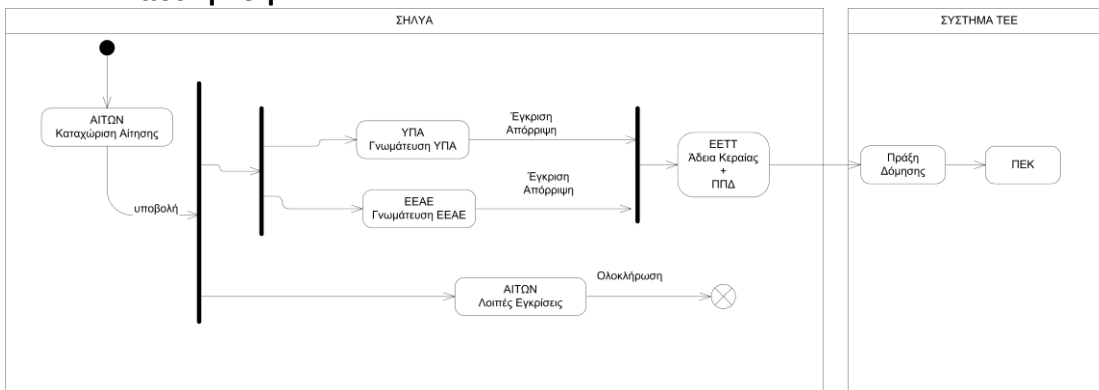 ΣΗΛΥΑ
ΣΥΣΤΗΜΑ ΤΕΕ
ΑΙΤΩΝ
Καταχώριση Αίτησης
υποβολή
ΥΠΑ
Γνωμάτευση ΥΠΑ
Έγκριση
Απόρριψη
ΕΕΑΕ
Γνωμάτευση ΕΕΑΕ
Έγκριση
Απόρριψη
ΕΕΤΤ
Άδεια Κεραίας
+
ΠΠΔ
Πράξη
Δόμησης
ΠΕΚ
ΑΙΤΩΝ
Λοιπές Εγκρίσεις
Ολοκλήρωση